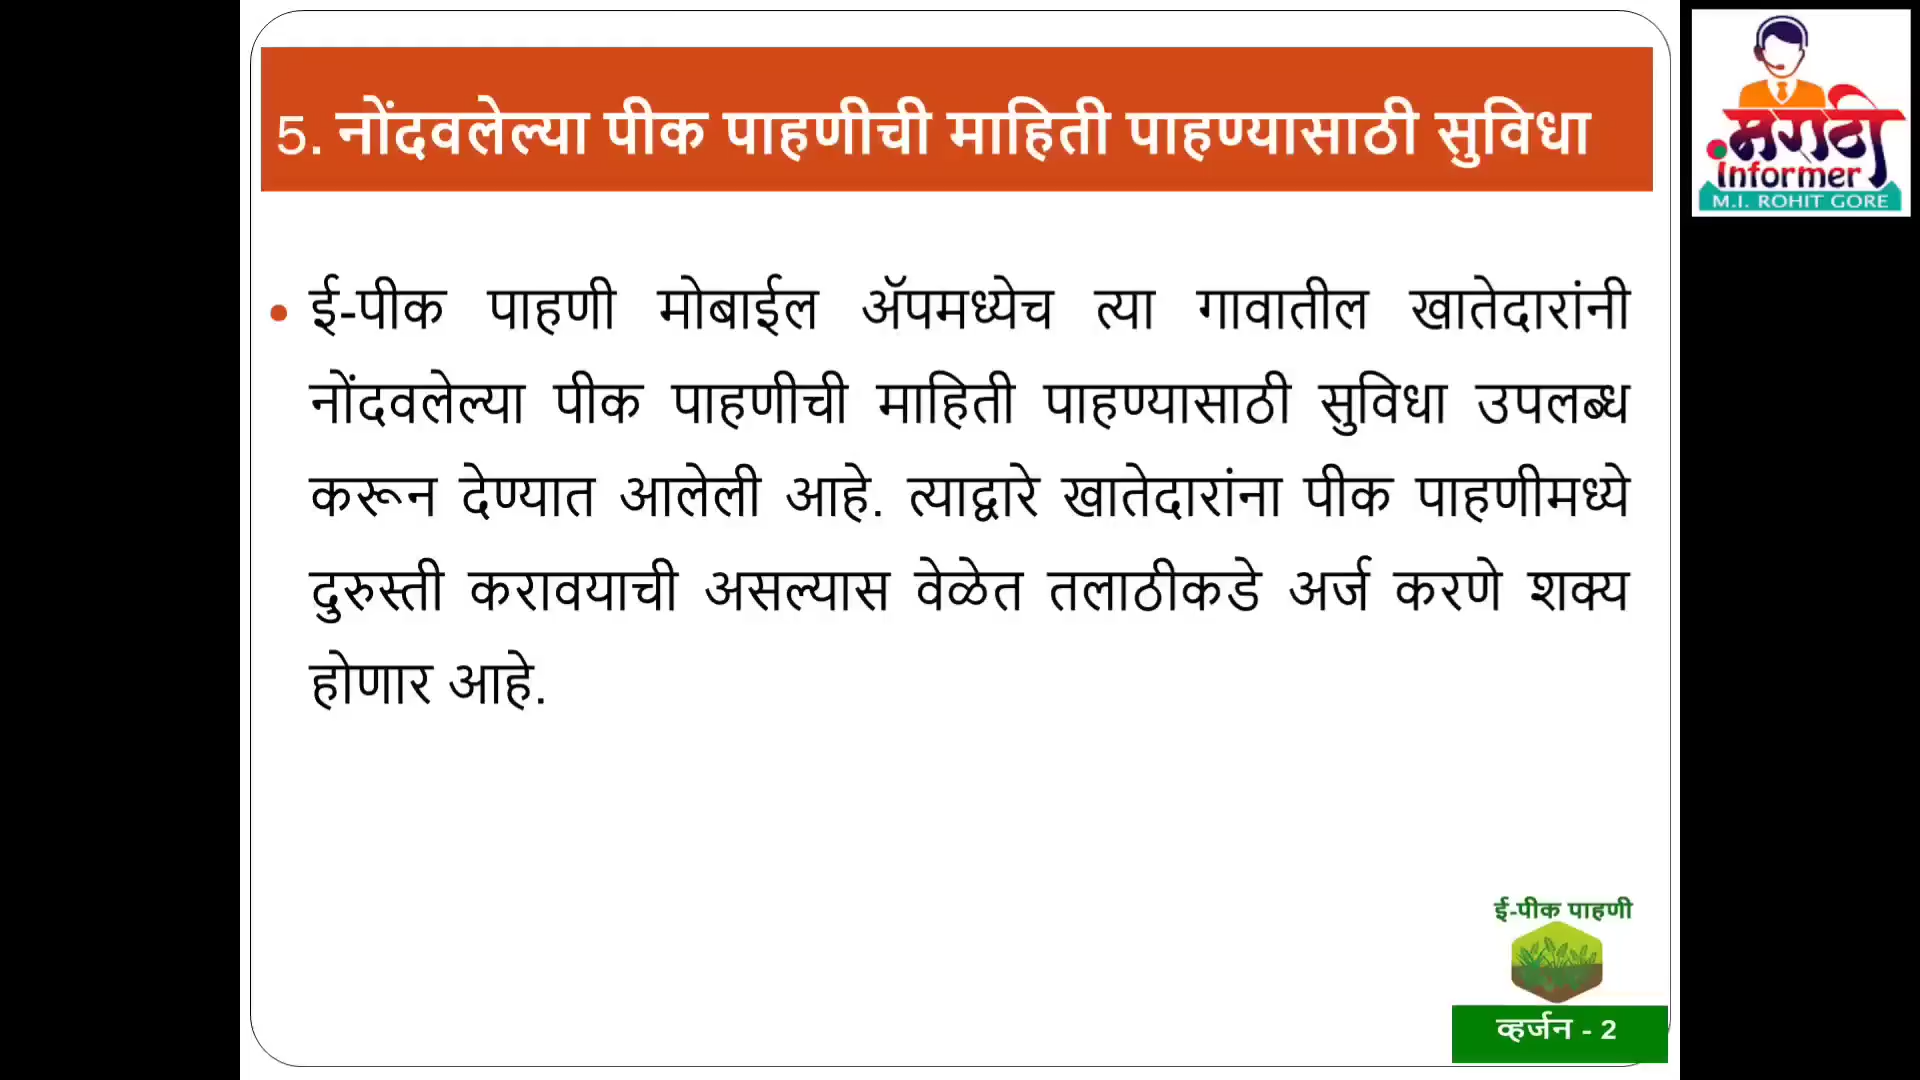 5. नोंदवलेल्या पीक पाहणीची माहिती पाहण्यासाठी सुविधा
• ई-पीक पाहणी मोबाईल ॲपमध्येच त्या गावातील खातेदारांनी
नोंदवलेल्या पीक पाहणीची माहिती पाहण्यासाठी सुविधा उपलब्ध
करून देण्यात आलेली आहे. त्याद्वारे खातेदारांना पीक पाहणीमध्ये
दुरुस्ती करावयाची असल्यास वेळेत तलाठीकडे अर्ज करणे शक्य
होणार आहे.
ई-पीक पाहणी
व्हर्जन - 2
मराठी
informer
M.I. ROHIT GORE